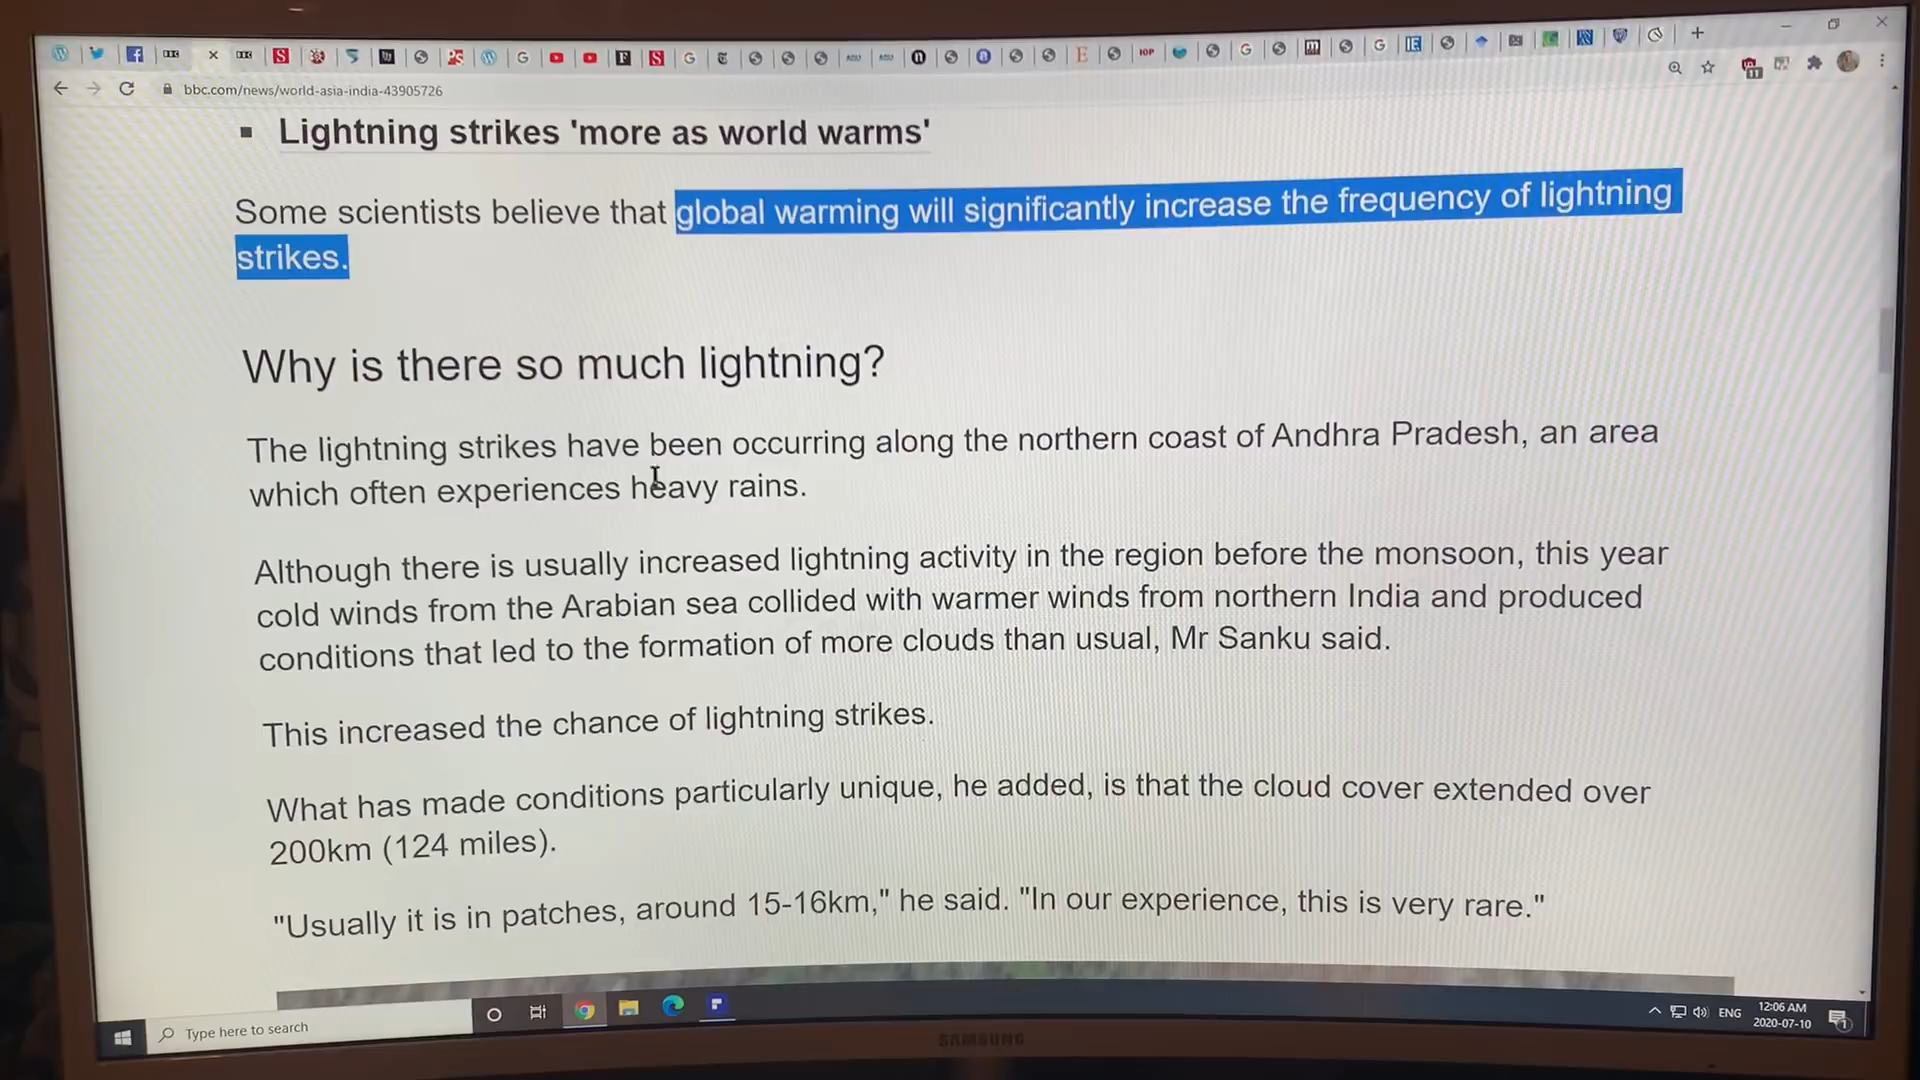 bbc.com/news/world-asia-india-43905726
Lightning strikes 'more as world warms'
Some scientists believe that global warming will significantly increase the frequency of lightning
strikes.
Why is there so much lightning?
The lightning strikes have been occurring along the northern coast of Andhra Pradesh, an area
which often experiences heavy rains.
Although there is usually increased lightning activity in the region before the monsoon, this year
cold winds from the Arabian sea collided with warmer winds from northern India and produced
conditions that led to the formation of more clouds than usual, Mr Sanku said.
This increased the chance of lightning strikes.
What has made conditions particularly unique, he added, is that the cloud cover extended over
200km (124 miles).
"Usually it is in patches, around 15-16km," he said. "In our experience, this is very rare."
Type here to search
ENG
12:06 AM
2020-07-10
SAMSUNG